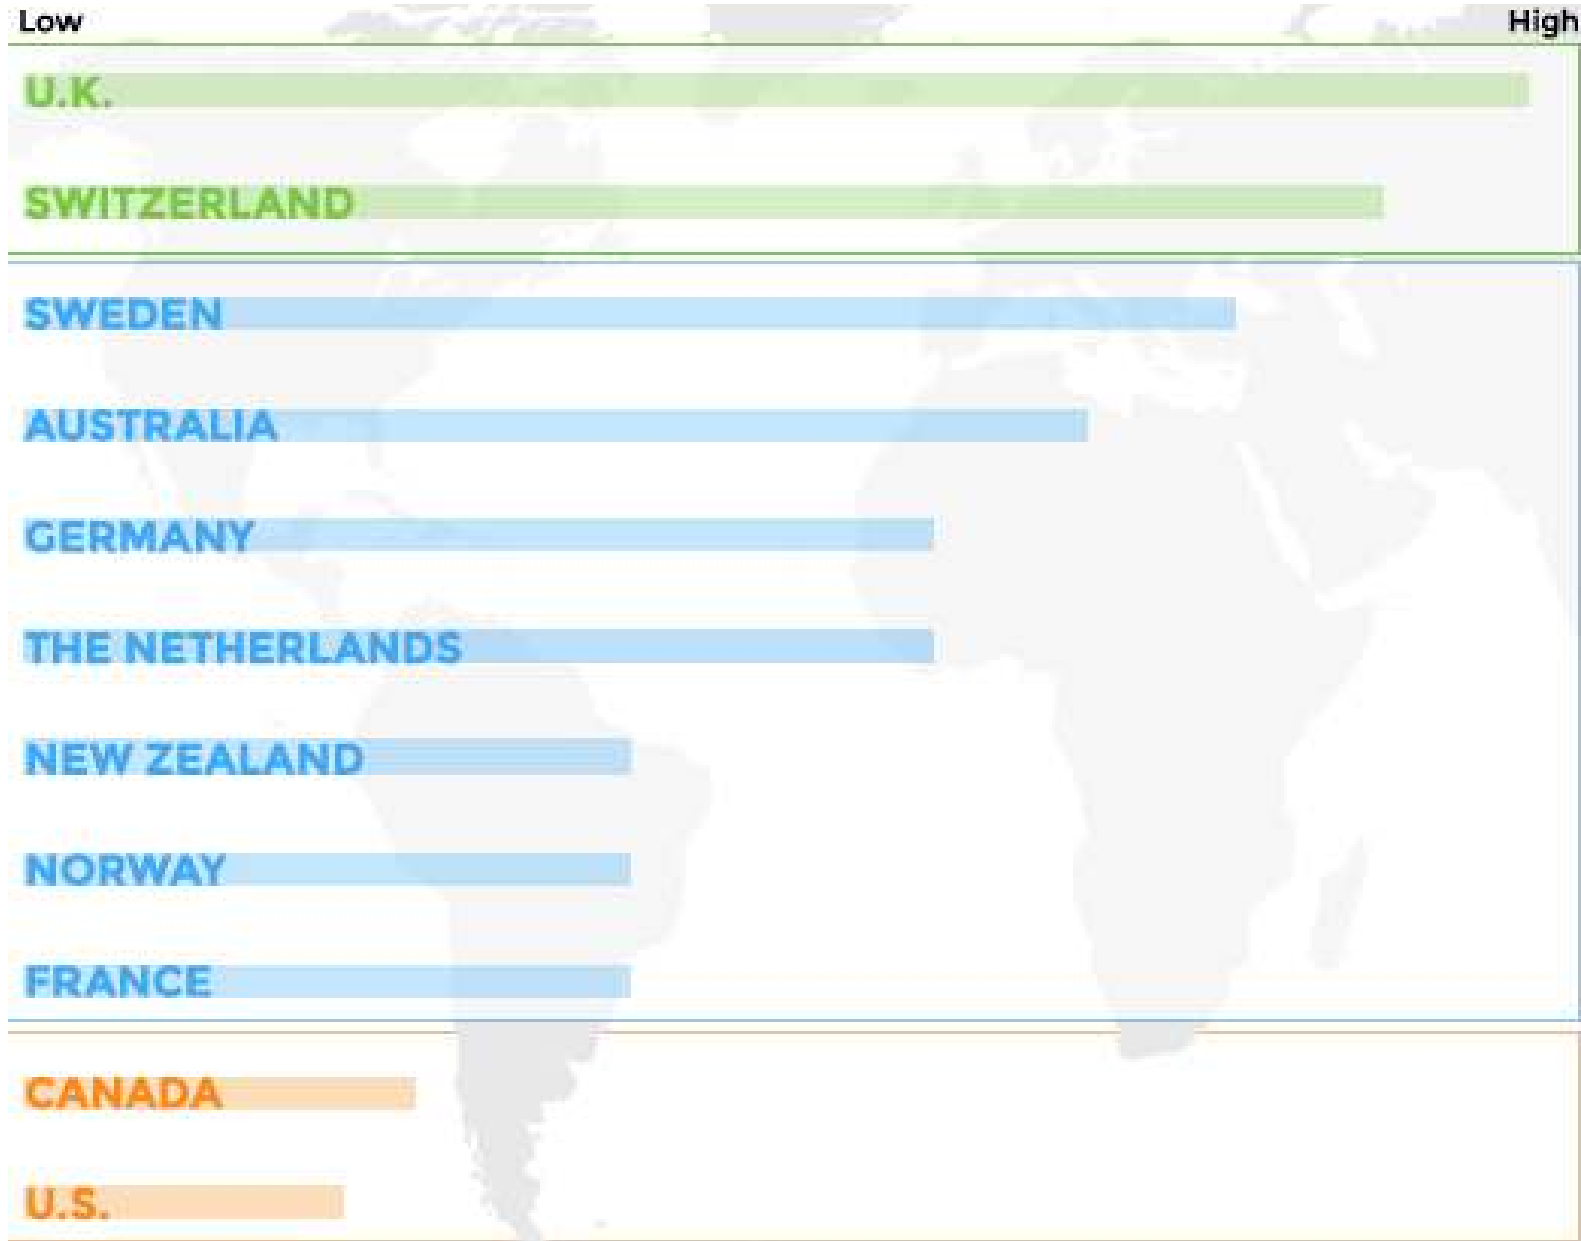 Low High
U.K.
SWITZERLAND
SWEDEN
AUSTRALIA
GERMANY
THE NETHERLANDS
NEW ZEALAND
NORWAY
FRANCE
CANADA
U.S.